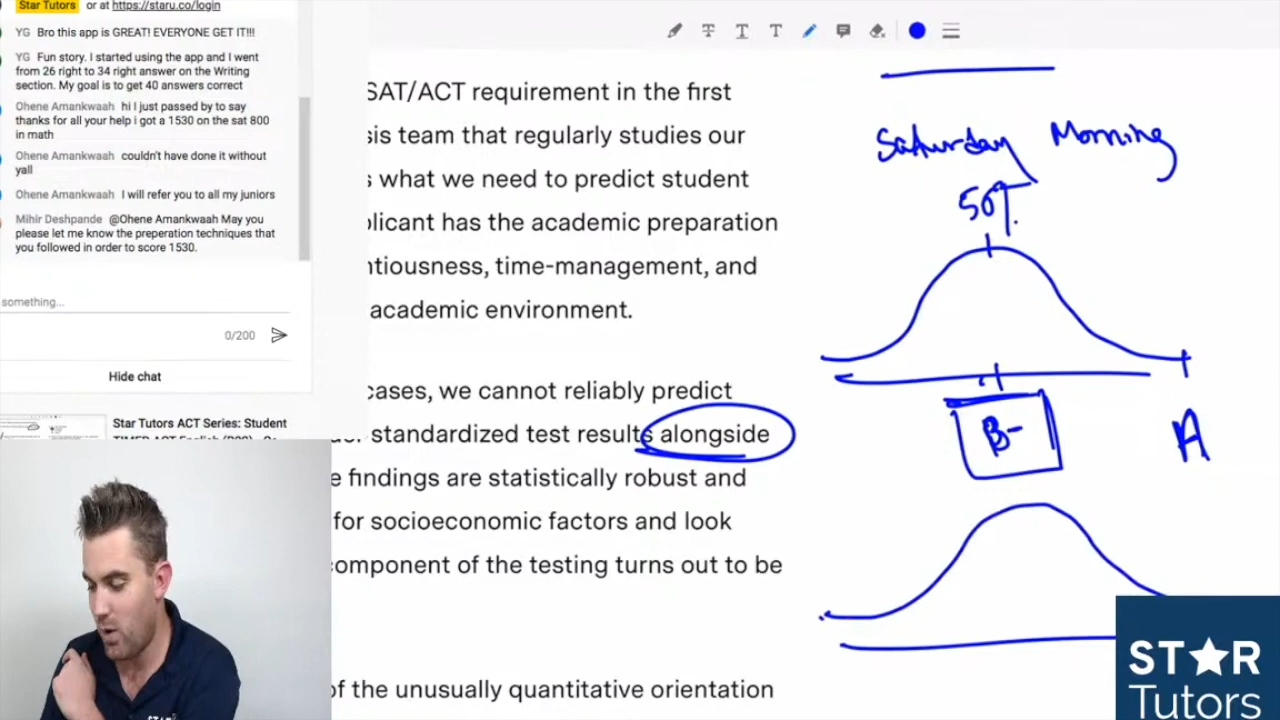 Star Tutors or at https://staru.co/login
YG Bro this app is GREAT! EVERYONE GET IT!!!
YG Fun story. I started using the app and I went
from 26 right to 34 right answer on the Writing
section. My goal is to get 40 answers correct
Ohene Amankwaah hi I just passed by to say
thanks for all your help i got a 1530 on the sat 800
in math
Ohene Amankwaah couldn't have done it without
yall
Ohene Amankwaah I will refer you to all my juniors
Mihir Deshpande @Ohene Amankwaah May you
please let me know the preperation techniques that
you followed in order to score 1530.
something...
0/200
Hide chat
Star Tutors ACT Series: Student
SAT/ACT requirement in the first
sis team that regularly studies our
what we need to predict student
plicant has the academic preparation
ntiousness, time-management, and
academic environment.
cases, we cannot reliably predict
standardized test results alongside
e findings are statistically robust and
for socioeconomic factors and look
component of the testing turns out to be
of the unusually quantitative orientation
Saturday Morning
B-
A
STAR
Tutors
STAR